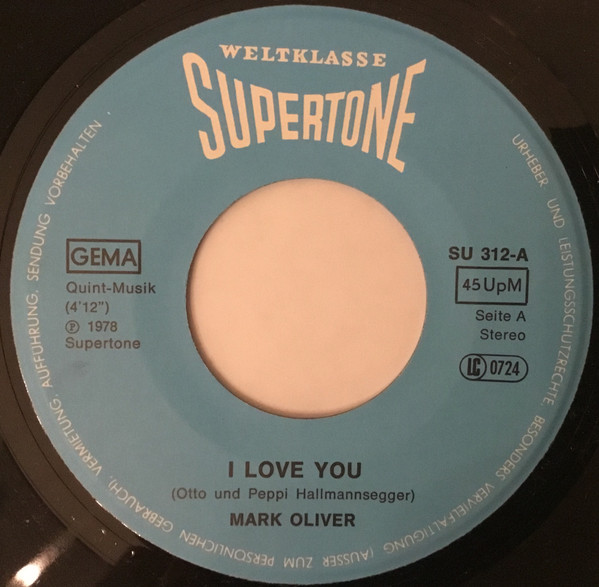 WELTKLASSE
SUPERTONE
GEMA
Quint-Musik
(4'12")
Ⓟ 1978
Supertone
SU 312-A
45 UpM
Seite A
Stereo
LC 0724
I LOVE YOU
(Otto und Peppi Hallmannsegger)
MARK OLIVER
URHEBER UND LEISTUNGSSCHUTZRECHTE, BESONDERS VERVIELFÄLTIGUNG (AUSSER ZUM PERSÖNLICHEN GEBRAUCH), VERMIETUNG, AUFFÜHRUNG, SENDUNG VORBEHALTEN